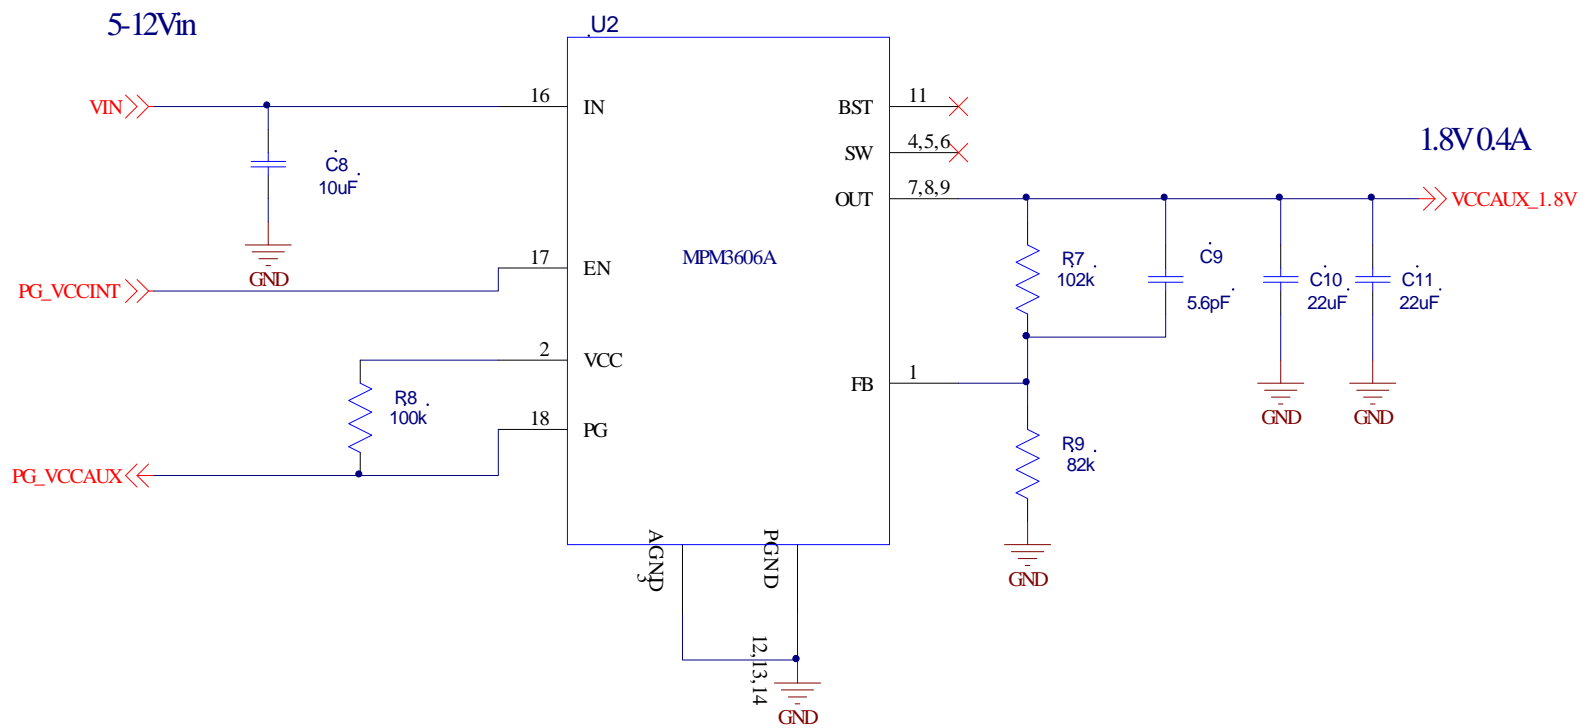 5-12Vin
U2
VIN
16
IN
BST
11
C8
10uF
SW
4,5,6
1.8V 0.4A
OUT
7,8,9
VCCAUX_1.8V
GND
17
EN
MPM3606A
R7
102k
C9
5.6pF
C10
22uF
C11
22uF
PG_VCCINT
2
VCC
FB
1
GND
GND
R8
100k
18
PG
R9
82k
PG_VCCAUX
AGND
3
PGND
GND
12,13,14
GND